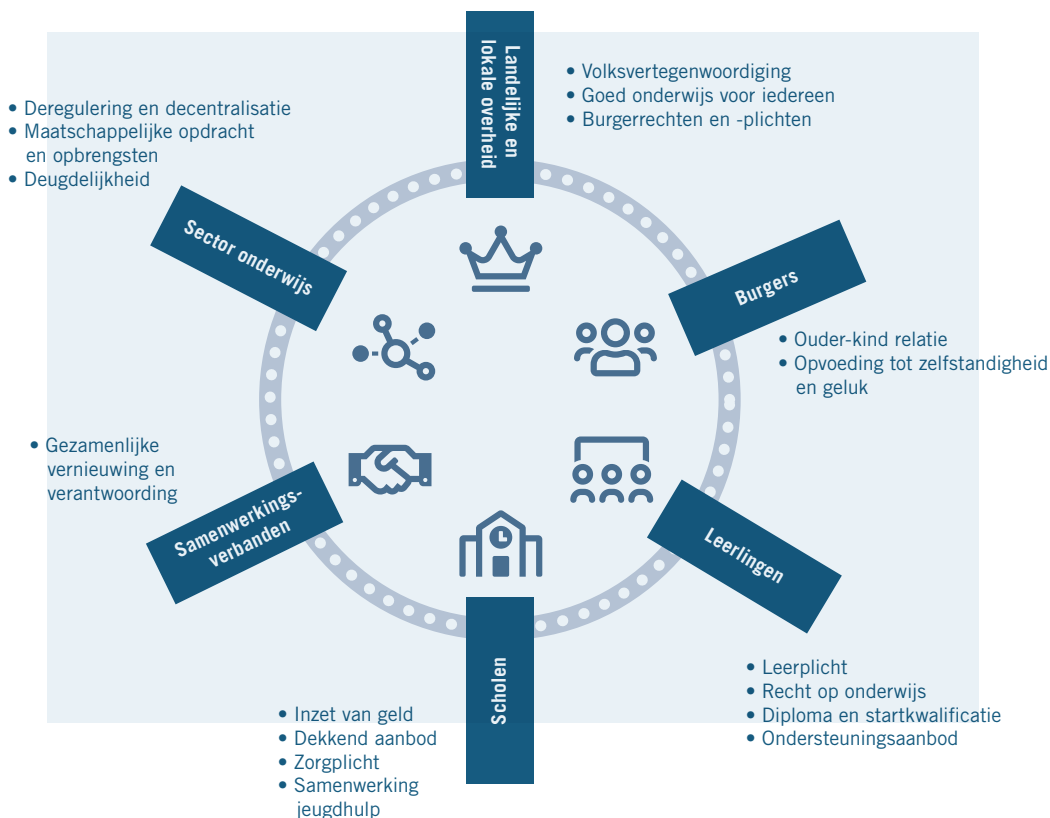 Landelijke en
lokale overheid
• Volksvertegenwoordiging
• Goed onderwijs voor iedereen
• Burgerrechten en -plichten
Burgers
• Ouder-kind relatie
• Opvoeding tot zelfstandigheid
en geluk
Leerlingen
• Leerplicht
• Recht op onderwijs
• Diploma en startkwalificatie
• Ondersteuningsaanbod
Scholen
• Inzet van geld
• Dekkend aanbod
• Zorgplicht
• Samenwerking
jeugdhulp
Samenwerkings-
verbanden
• Gezamenlijke
vernieuwing en
verantwoording
Sector onderwijs
• Deregulering en decentralisatie
• Maatschappelijke opdracht
en opbrengsten
• Deugdelijkheid